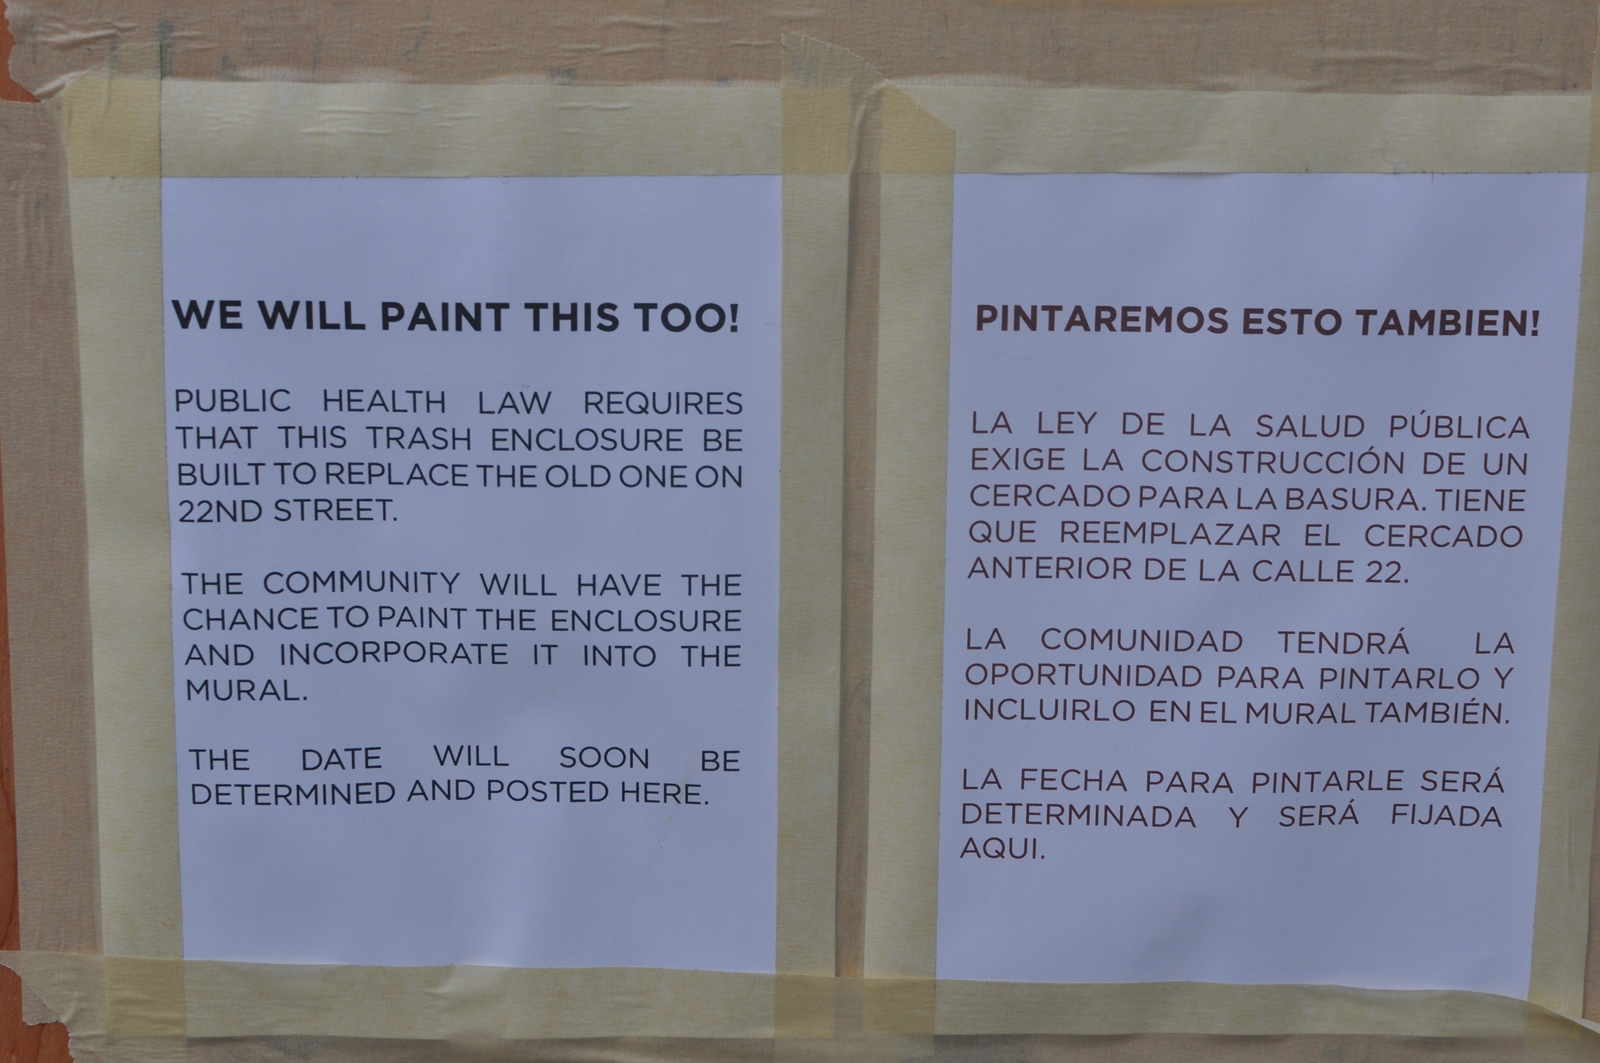 WE WILL PAINT THIS TOO!
PUBLIC HEALTH LAW REQUIRES
THAT THIS TRASH ENCLOSURE BE
BUILT TO REPLACE THE OLD ONE ON
22ND STREET.
THE COMMUNITY WILL HAVE THE
CHANCE TO PAINT THE ENCLOSURE
AND INCORPORATE IT INTO THE
MURAL.
THE DATE WILL SOON BE
DETERMINED AND POSTED HERE.
PINTAREMOS ESTO TAMBIEN!
LA LEY DE LA SALUD PÚBLICA
EXIGE LA CONSTRUCCIÓN DE UN
CERCADO PARA LA BASURA. TIENE
QUE REEMPLAZAR EL CERCADO
ANTERIOR DE LA CALLE 22.
LA COMUNIDAD TENDRÁ LA
OPORTUNIDAD PARA PINTARLO Y
INCLUIRLO EN EL MURAL TAMBIÉN.
LA FECHA PARA PINTARLE SERÁ
DETERMINADA Y SERÁ FIJADA
AQUI.